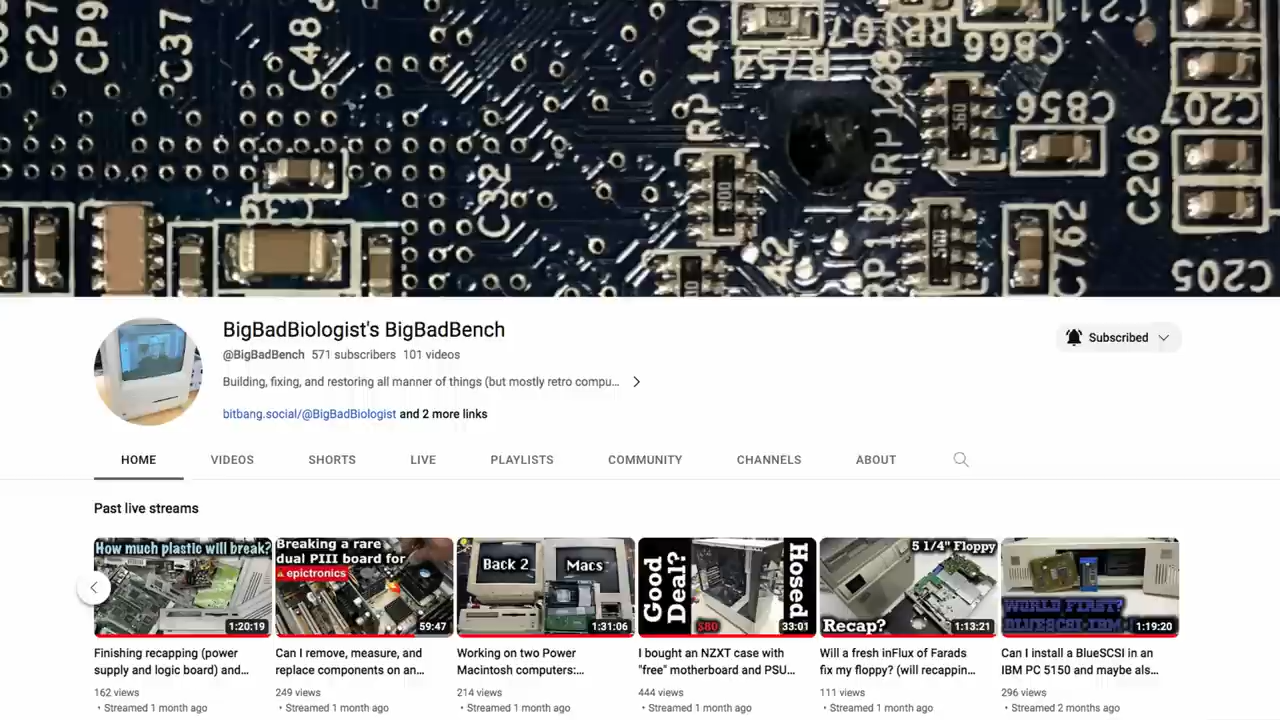 C27
CP9
C37
C48
RP140
C866
C21
C856
C207
C206
C32
RP108
C762
C205
560
BigBadBiologist's BigBadBench
@BigBadBench 571 subscribers 101 videos
Building, fixing, and restoring all manner of things (but mostly retro compu...
bitbang.social/@BigBadBiologist and 2 more links
Subscribed
HOME VIDEOS SHORTS LIVE PLAYLISTS COMMUNITY CHANNELS ABOUT
Past live streams
How much plastic will break?
1:20:19
Finishing recapping (power
supply and logic board) and...
162 views
• Streamed 1 month ago
Breaking a rare
dual PIII board for
epictronics
59:47
Can I remove, measure, and
replace components on an...
249 views
• Streamed 1 month ago
Back 2 Macs
1:31:06
Working on two Power
Macintosh computers:...
214 views
• Streamed 1 month ago
Good
Deal?
$80
Hosed
33:01
I bought an NZXT case with
"free" motherboard and PSU...
444 views
• Streamed 1 month ago
5 1/4" Floppy
Recap?
1:13:21
Will a fresh inFlux of Farads
fix my floppy? (will recappin...
111 views
• Streamed 1 month ago
WORLD FIRST?
BLUESCSI IBM
1:19:20
Can I install a BlueSCSI in an
IBM PC 5150 and maybe als...
296 views
• Streamed 2 months ago